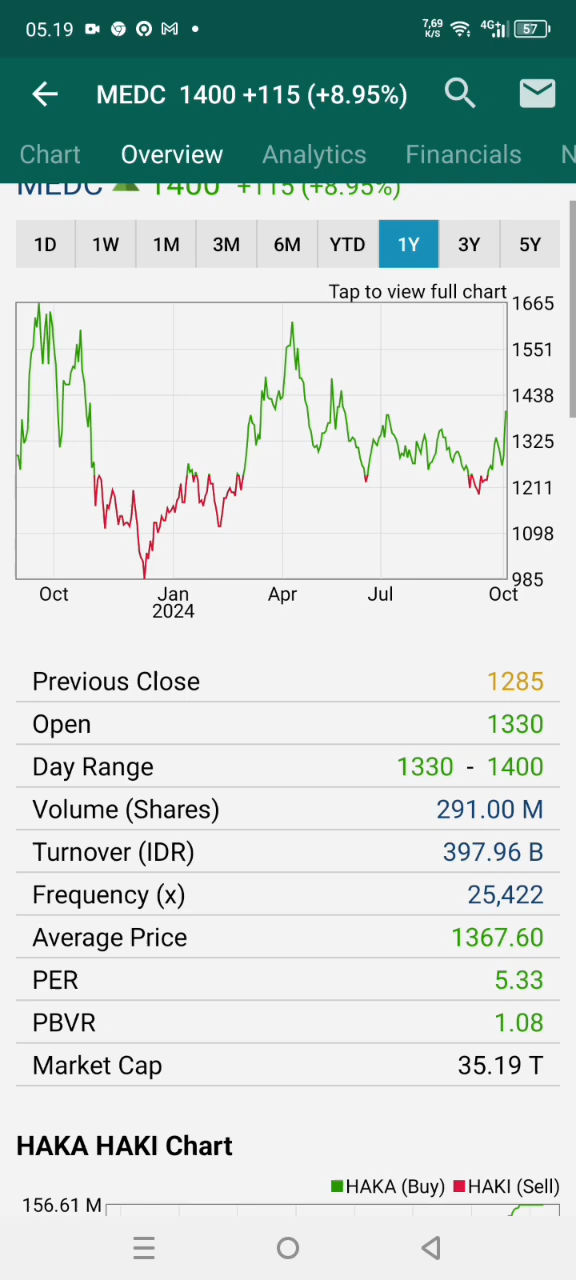 05.19 7,69 K/S 4G+ 57
MEDC 1400 +115 (+8.95%)
Chart Overview Analytics Financials N
MEDC 1400 +115 (+8.95%)
1D 1W 1M 3M 6M YTD 1Y 3Y 5Y
Tap to view full chart
1665
1551
1438
1325
1211
1098
985
Oct Jan Apr Jul Oct
2024
Previous Close 1285
Open 1330
Day Range 1330 - 1400
Volume (Shares) 291.00 M
Turnover (IDR) 397.96 B
Frequency (x) 25,422
Average Price 1367.60
PER 5.33
PBVR 1.08
Market Cap 35.19 T
HAKA HAKI Chart
HAKA (Buy) HAKI (Sell)
156.61 M